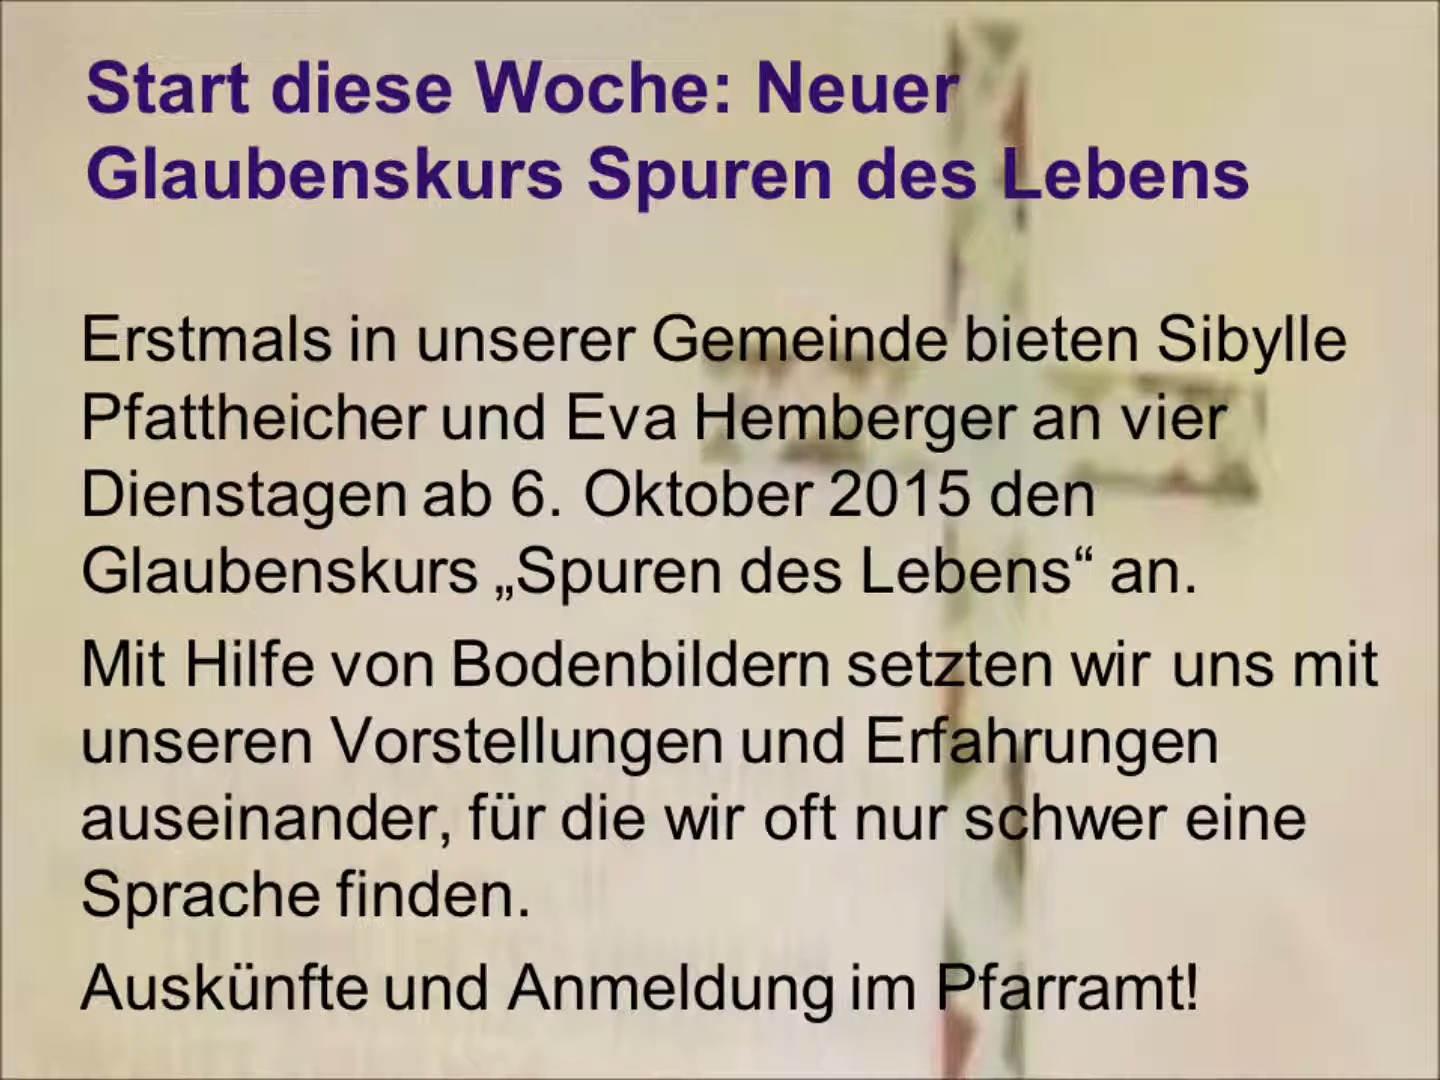 Start diese Woche: Neuer
Glaubenskurs Spuren des Lebens
Erstmals in unserer Gemeinde bieten Sibylle
Pfattheicher und Eva Hemberger an vier
Dienstagen ab 6. Oktober 2015 den
Glaubenskurs „Spuren des Lebens“ an.
Mit Hilfe von Bodenbildern setzten wir uns mit
unseren Vorstellungen und Erfahrungen
auseinander, für die wir oft nur schwer eine
Sprache finden.
Auskünfte und Anmeldung im Pfarramt!